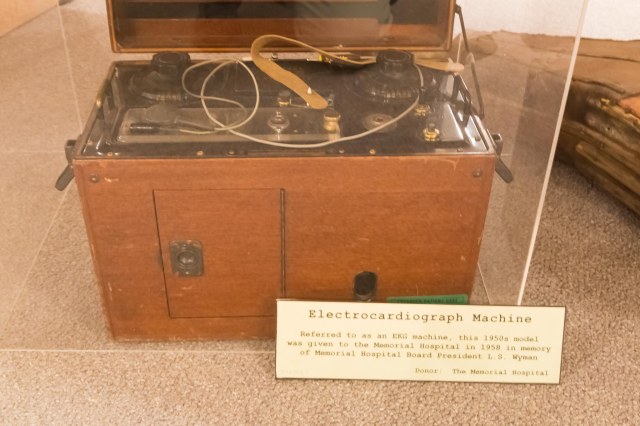 Electrocardiograph Machine
Referred to as an EKG machine, this 1950s model
was given to the Memorial Hospital in 1958 in memory
of Memorial Hospital Board President L.S. Wyman
Donor: The Memorial Hospital